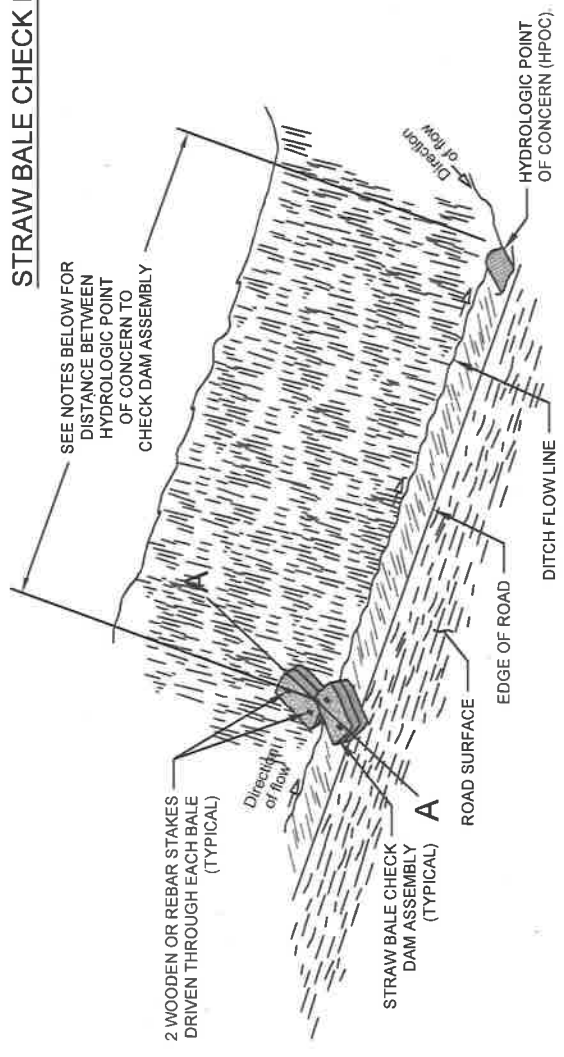 STRAW BALE CHECK
SEE NOTES BELOW FOR
DISTANCE BETWEEN
HYDROLOGIC POINT
OF CONCERN TO
CHECK DAM ASSEMBLY
2 WOODEN OR REBAR STAKES
DRIVEN THROUGH EACH BALE
(TYPICAL)
A
Direction
of flow
Direction
of flow
HYDROLOGIC POINT
OF CONCERN (HPOC)
STRAW BALE CHECK
DAM ASSEMBLY
(TYPICAL)
A
ROAD SURFACE
EDGE OF ROAD
DITCH FLOW LINE